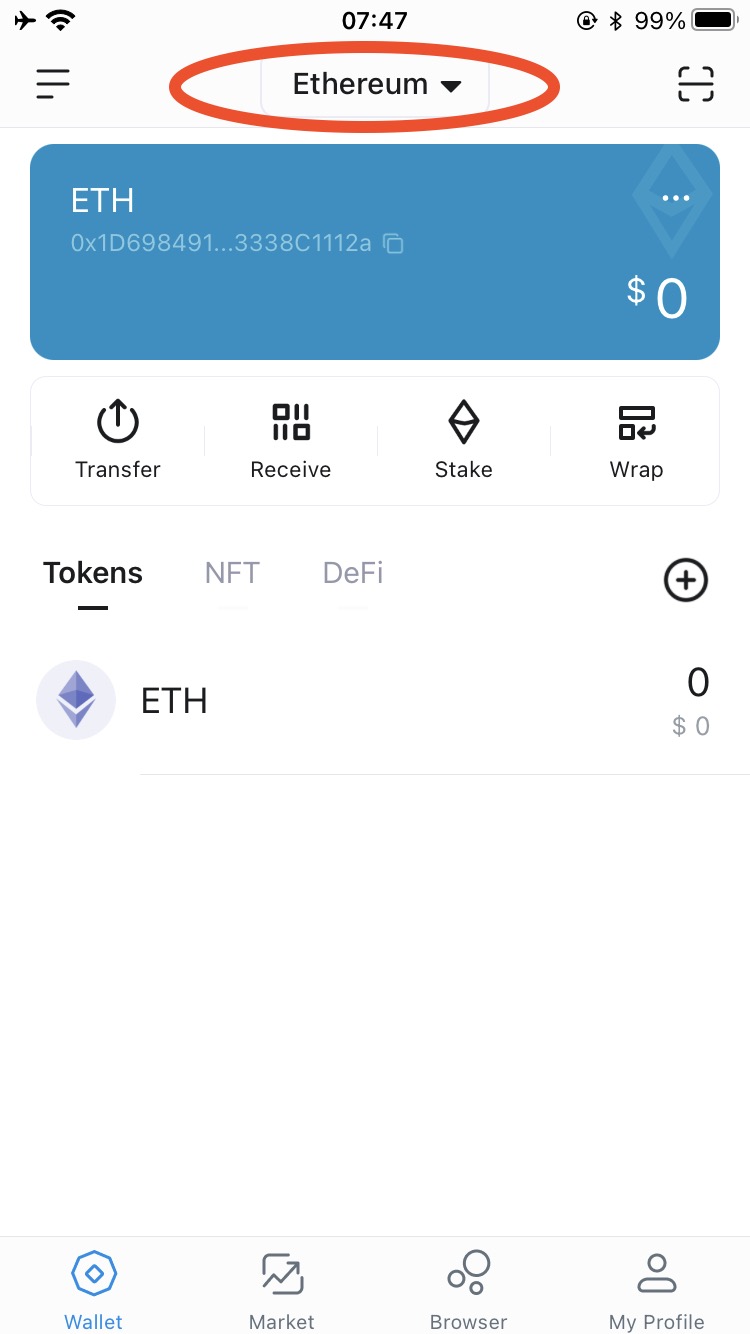 07:47
99%
Ethereum
ETH
0x1D698491...3338C1112a
$ 0
Transfer
Receive
Stake
Wrap
Tokens
NFT
DeFi
ETH
0
$ 0
Wallet
Market
Browser
My Profile